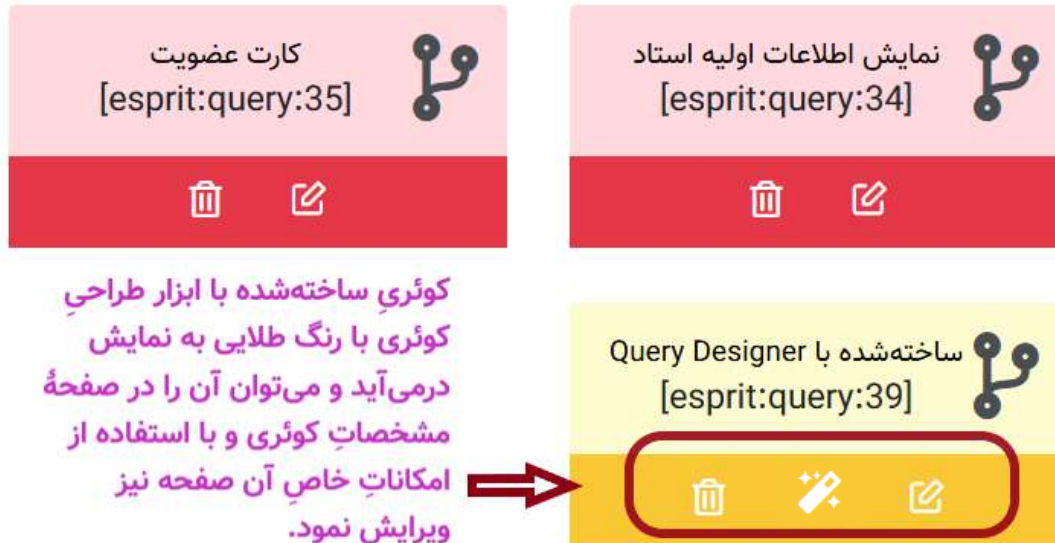 نمایش اطلاعات اولیه استاد
[esprit:query:34]
کارت عضویت
[esprit:query:35]
ساخته‌شده با Query Designer
[esprit:query:39]
کوئریِ ساخته‌شده با ابزار طراحیِ
کوئری با رنگ طلایی به نمایش
درمی‌آید و می‌توان آن را در صفحهٔ
مشخصاتِ کوئری و با استفاده از
امکاناتِ خاصِ آن صفحه نیز
ویرایش نمود.